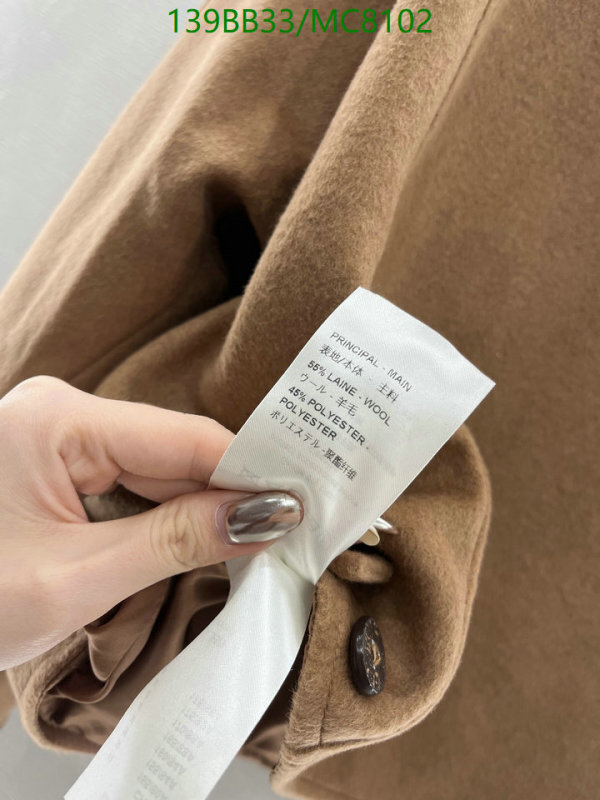 139BB33/MC8102
PRINCIPAL - MAIN
表地/本体 - 主料
55% LAINE - WOOL
ウール - 羊毛
45% POLYESTER -
POLYESTER
ポリエステル - 聚酯纤维